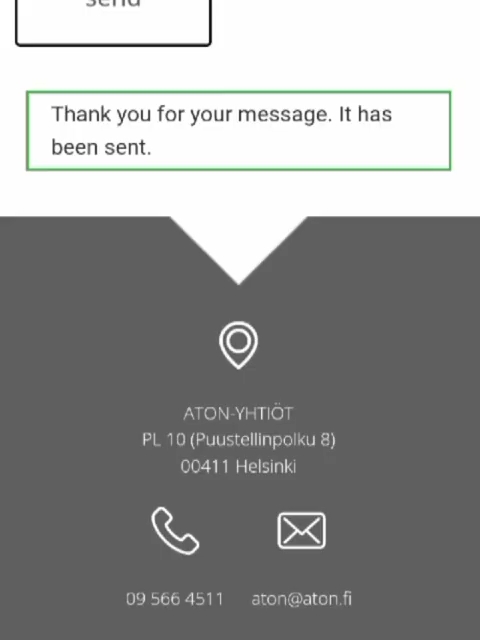 send
Thank you for your message. It has
been sent.
ATON-YHTIÖT
PL 10 (Puustellinpolku 8)
00411 Helsinki
09 566 4511
aton@aton.fi